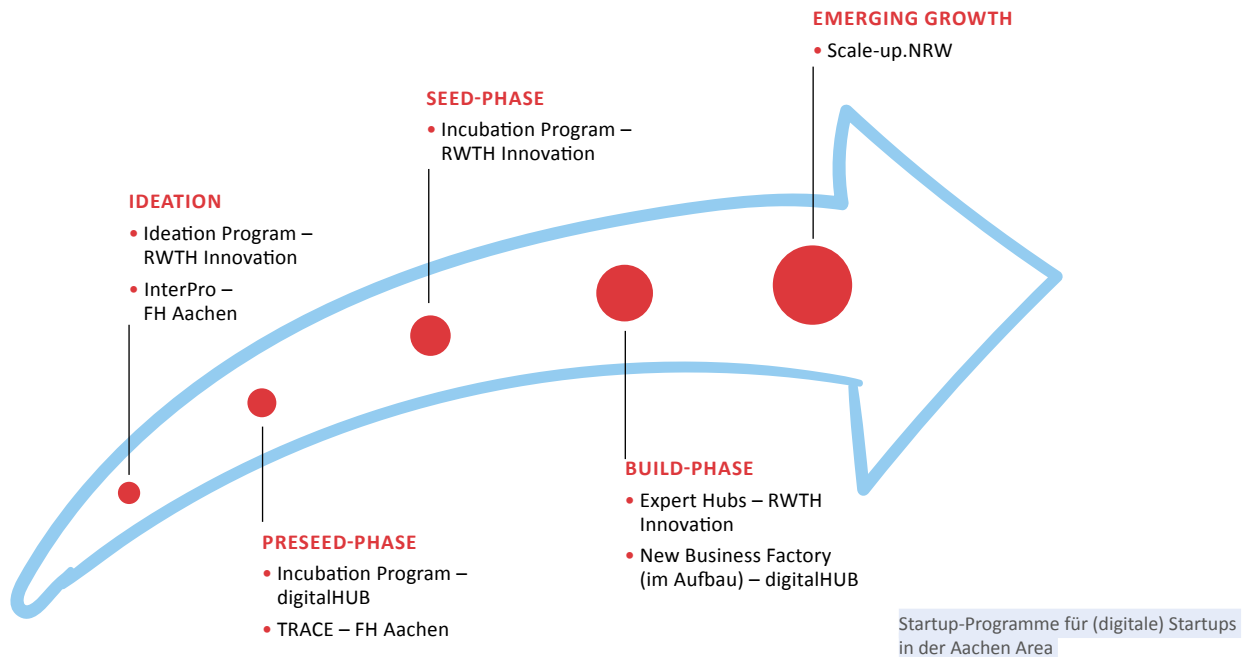 EMERGING GROWTH
• Scale-up.NRW
SEED-PHASE
• Incubation Program –
RWTH Innovation
IDEATION
• Ideation Program –
RWTH Innovation
• InterPro –
FH Aachen
BUILD-PHASE
• Expert Hubs – RWTH
Innovation
• New Business Factory
(im Aufbau) – digitalHUB
PRESEED-PHASE
• Incubation Program –
digitalHUB
• TRACE – FH Aachen
Startup-Programme für (digitale) Startups
in der Aachen Area